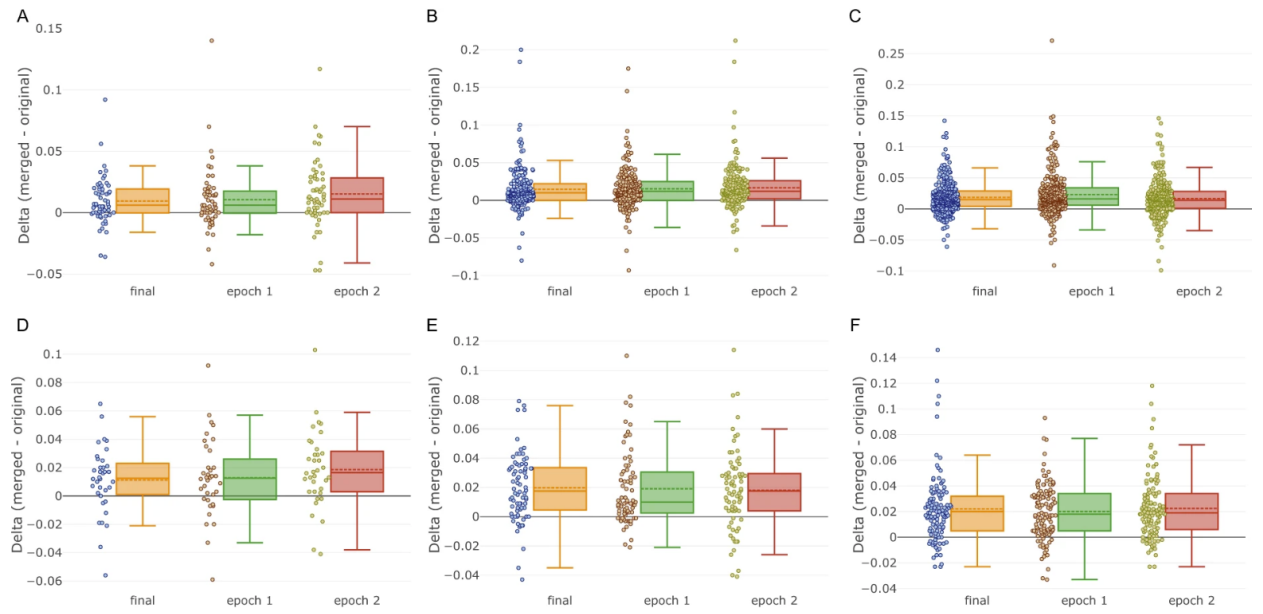 A
Delta (merged - original)
0.15
0.1
0.05
0
−0.05
final
epoch 1
epoch 2
B
Delta (merged - original)
0.2
0.15
0.1
0.05
0
−0.05
−0.1
final
epoch 1
epoch 2
C
Delta (merged - original)
0.25
0.2
0.15
0.1
0.05
0
−0.05
−0.1
final
epoch 1
epoch 2
D
Delta (merged - original)
0.1
0.08
0.06
0.04
0.02
0
−0.02
−0.04
−0.06
final
epoch 1
epoch 2
E
Delta (merged - original)
0.12
0.1
0.08
0.06
0.04
0.02
0
−0.02
−0.04
final
epoch 1
epoch 2
F
Delta (merged - original)
0.14
0.12
0.1
0.08
0.06
0.04
0.02
0
−0.02
−0.04
final
epoch 1
epoch 2